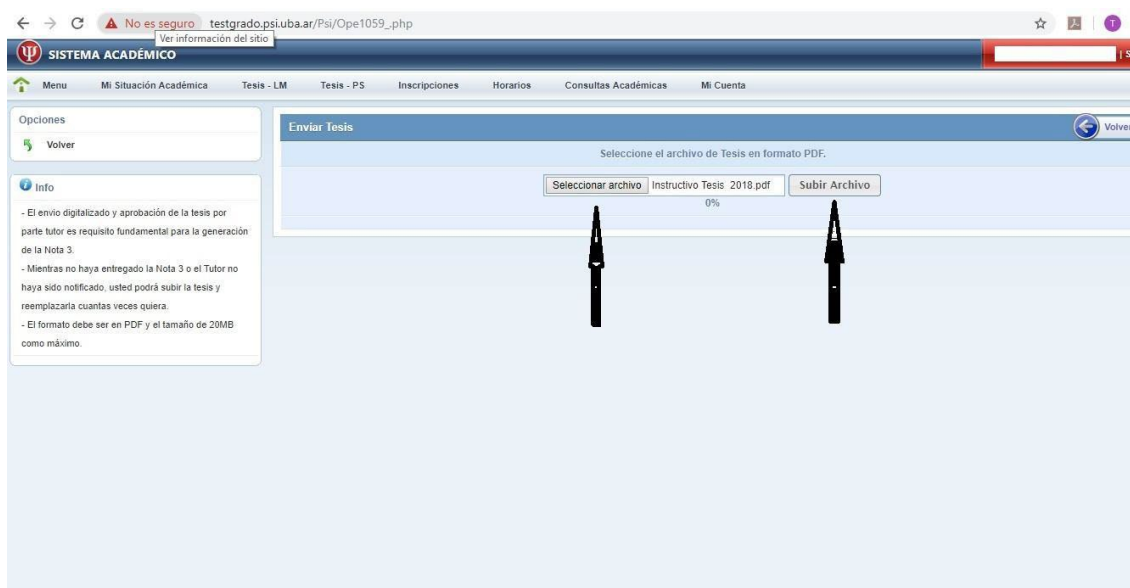 No es seguro testgrado.psi.uba.ar/Psi/Ope1059_.php
T
Ver información del sitio
Ψ SISTEMA ACADÉMICO
| S
Menu Mi Situación Académica Tesis - LM Tesis - PS Inscripciones Horarios Consultas Académicas Mi Cuenta
Opciones
Volver
Info
- El envio digitalizado y aprobación de la tesis por
parte tutor es requisito fundamental para la generación
de la Nota 3.
- Mientras no haya entregado la Nota 3 o el Tutor no
haya sido notificado, usted podrá subir la tesis y
reemplazarla cuantas veces quiera.
- El formato debe ser en PDF y el tamaño de 20MB
como máximo.
Enviar Tesis
Volver
Seleccione el archivo de Tesis en formato PDF.
Seleccionar archivo Instructivo Tesis 2018.pdf Subir Archivo
0%